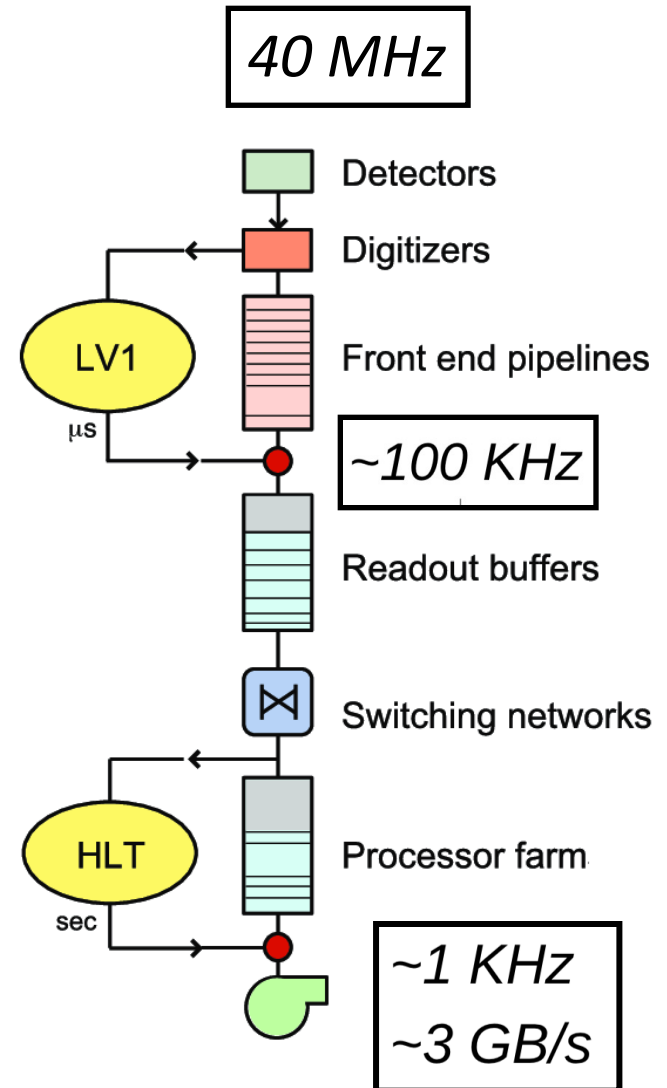 40 MHz
Detectors
Digitizers
LV1
Front end pipelines
μs
~100 KHz
Readout buffers
Switching networks
HLT
Processor farm
sec
~1 KHz
~3 GB/s